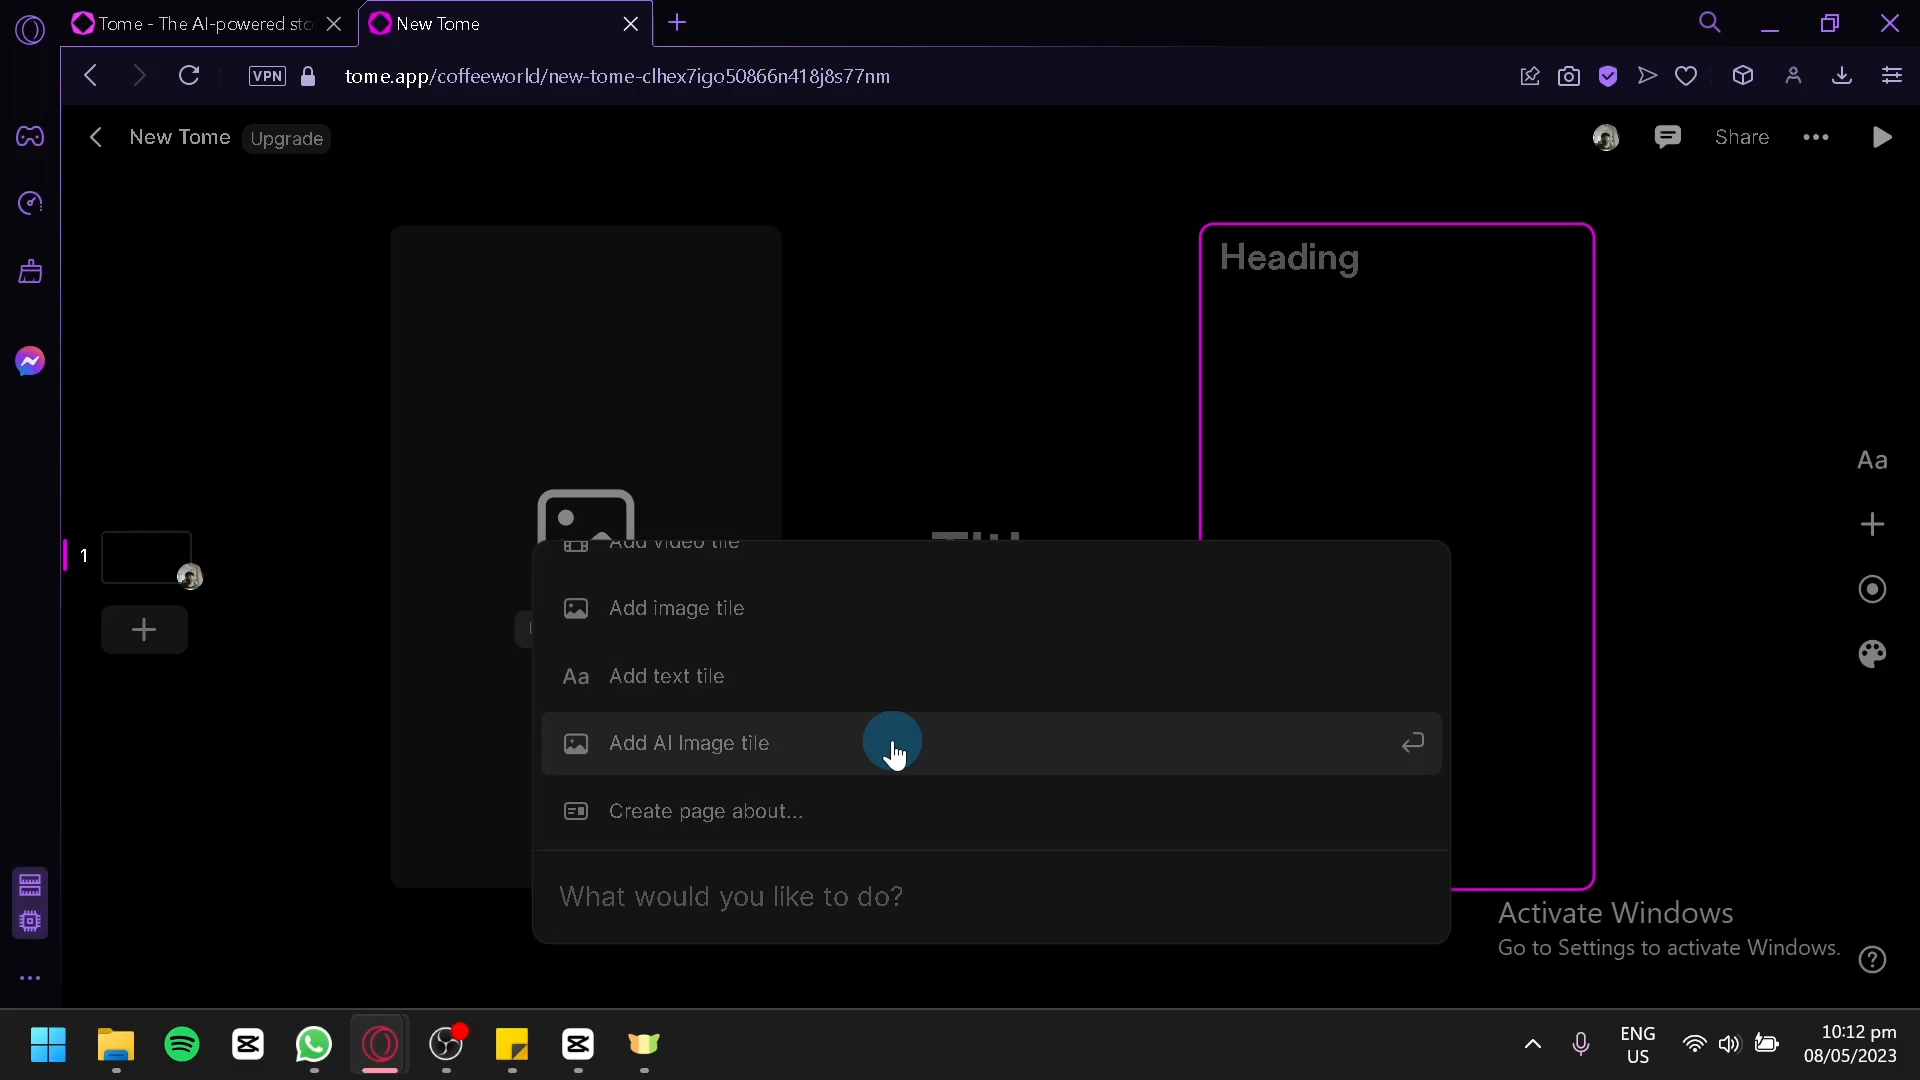 Tome - The AI-powered sto
New Tome
VPN
tome.app/coffeeworld/new-tome-clhex7igo50866n418j8s77nm
New Tome
Upgrade
Share
Heading
Aa
1
Add video tile
Add image tile
Aa Add text tile
Add AI Image tile
Create page about...
What would you like to do?
Activate Windows
Go to Settings to activate Windows.
ENG
US
10:12 pm
08/05/2023